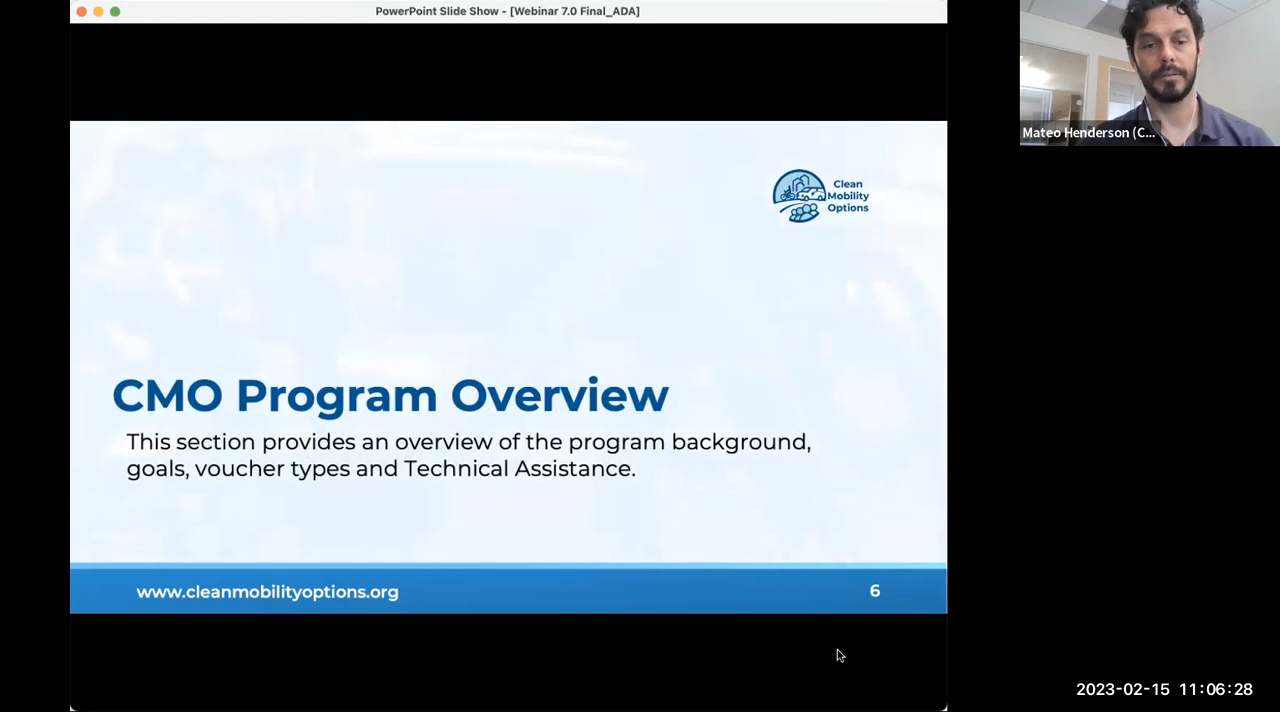 PowerPoint Slide Show - [Webinar 7.0 Final_ADA]
Mateo Henderson (C...
Clean
Mobility
Options
CMO Program Overview
This section provides an overview of the program background,
goals, voucher types and Technical Assistance.
www.cleanmobilityoptions.org
6
2023-02-15 11:06:28